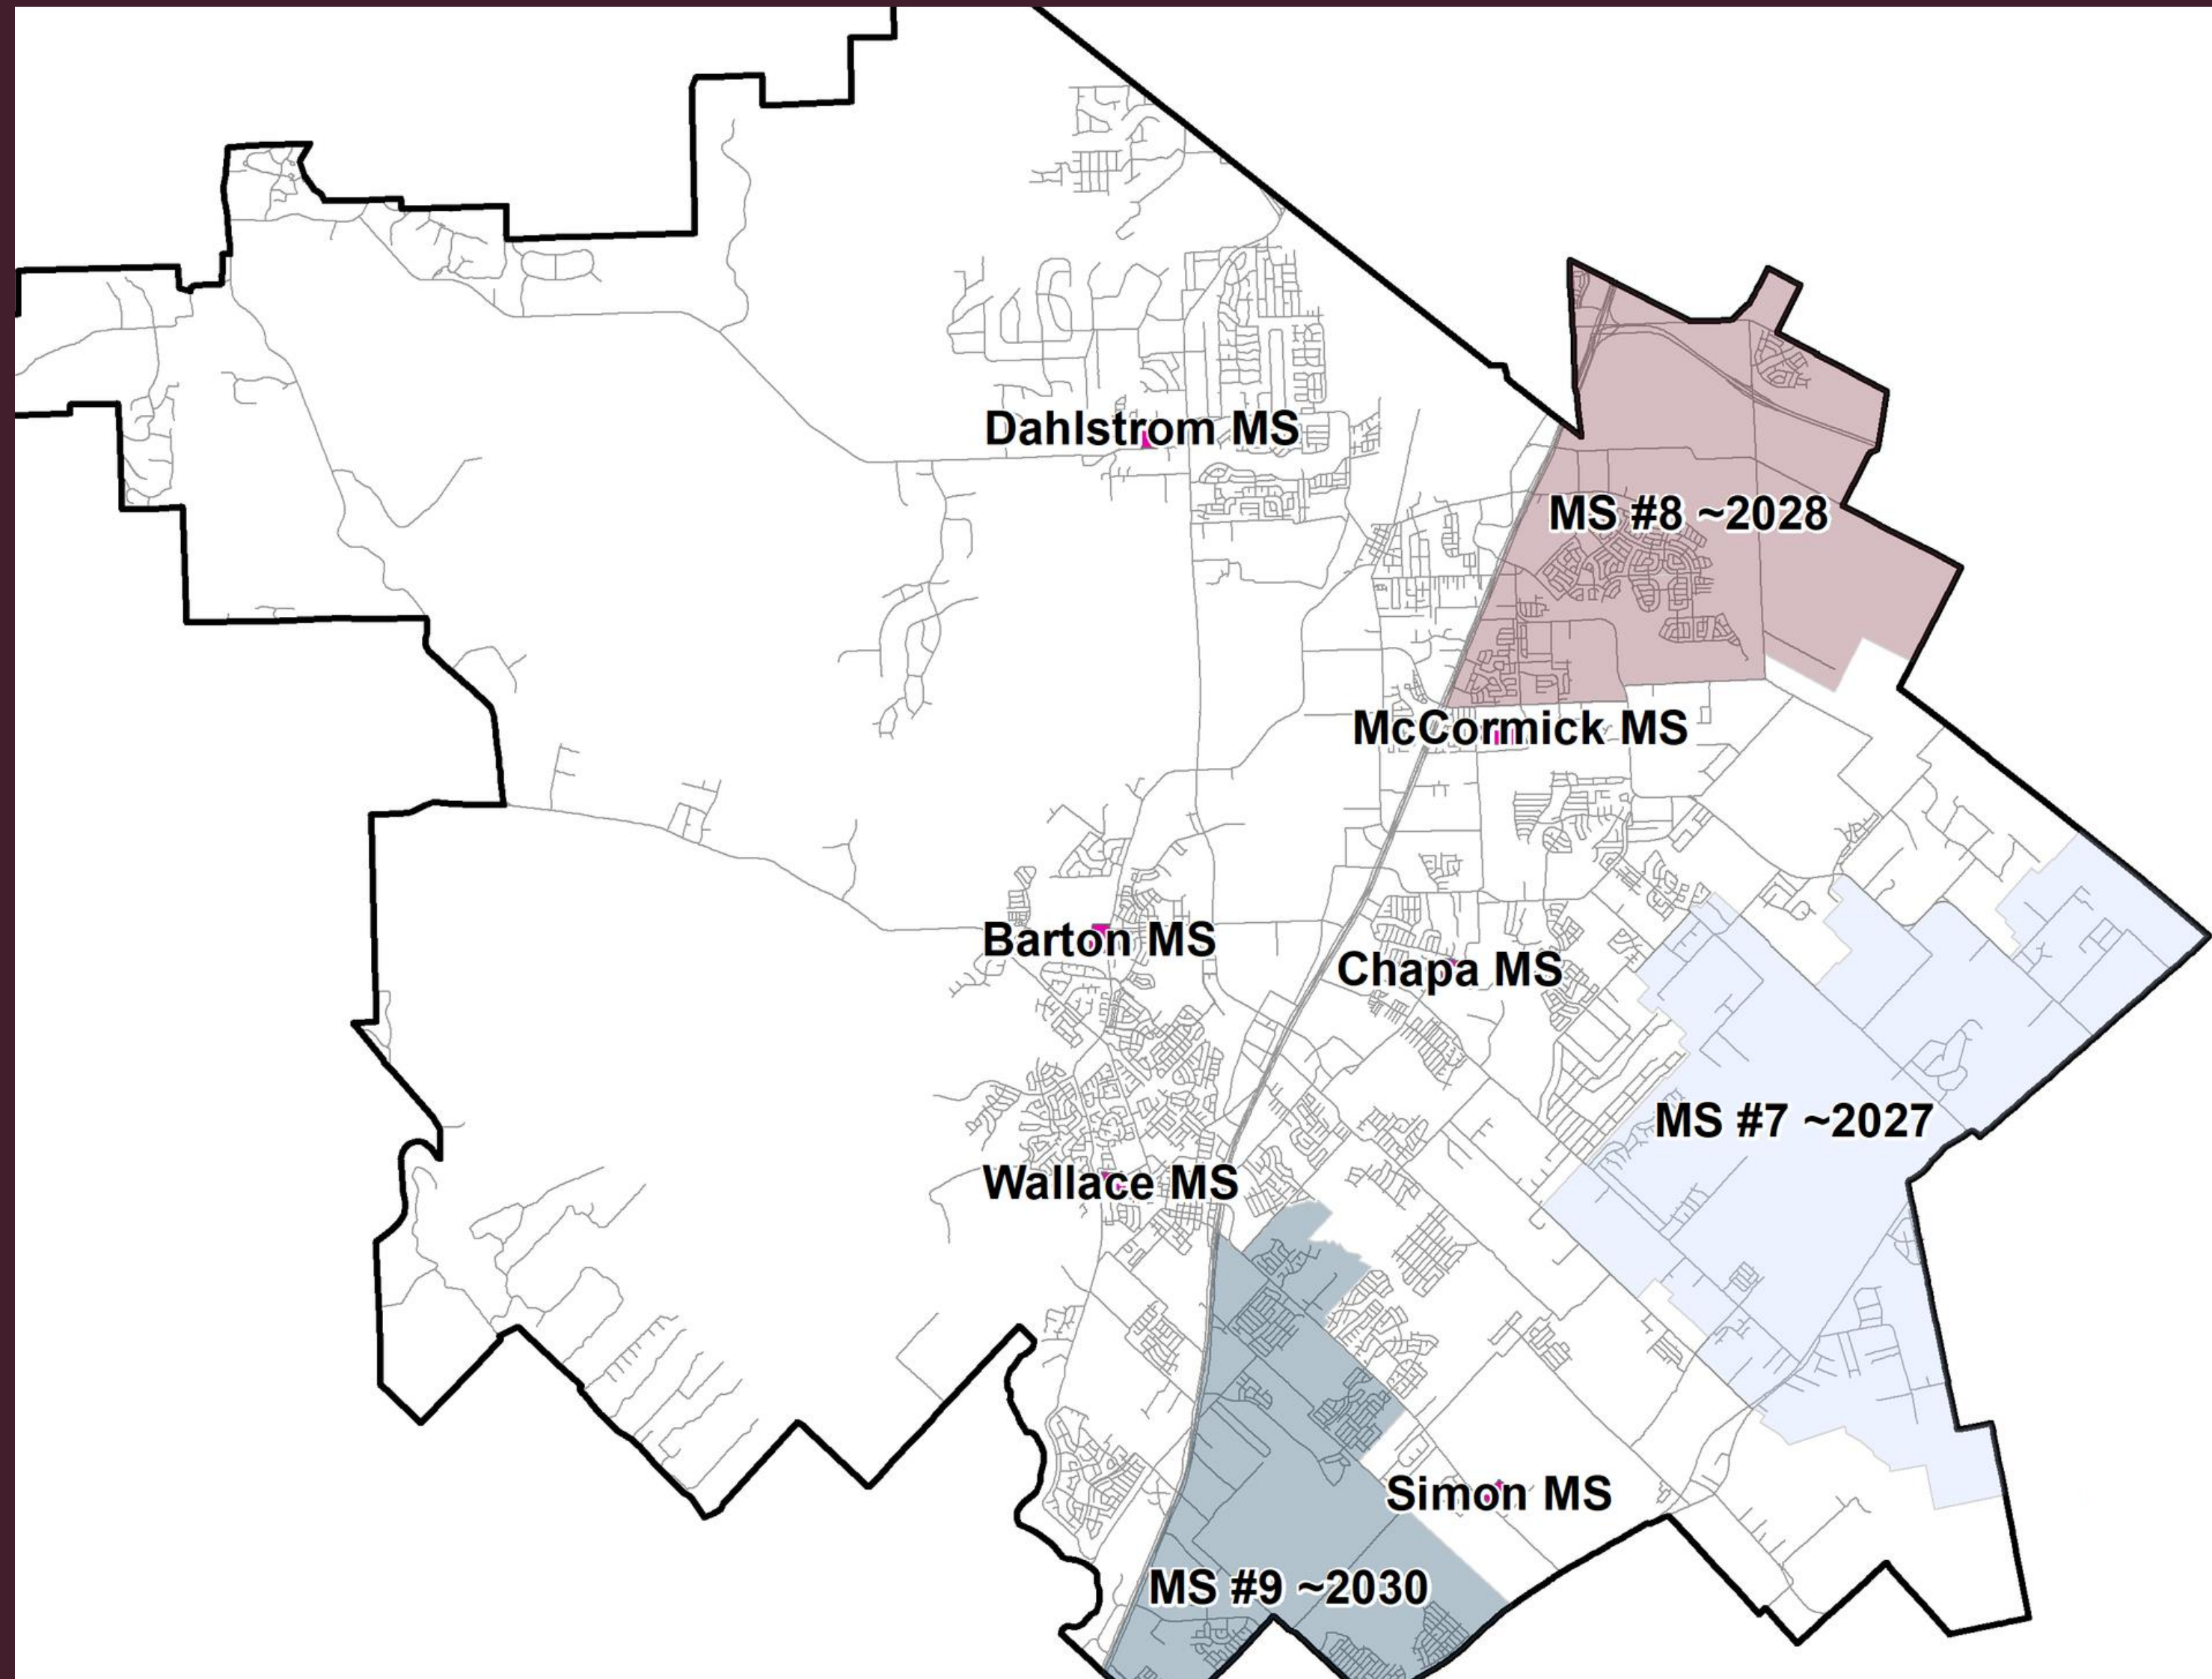 Dahlstrom MS
MS #8 ~2028
McCormick MS
Barton MS
Chapa MS
MS #7 ~2027
Wallace MS
Simon MS
MS #9 ~2030